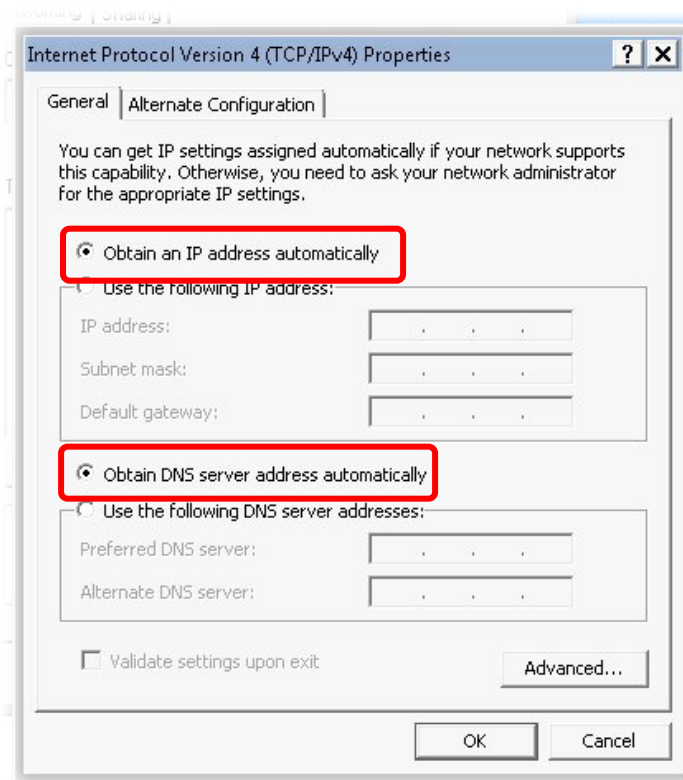 Sharing
Internet Protocol Version 4 (TCP/IPv4) Properties
General
Alternate Configuration
You can get IP settings assigned automatically if your network supports
this capability. Otherwise, you need to ask your network administrator
for the appropriate IP settings.
Obtain an IP address automatically
Use the following IP address:
IP address:
Subnet mask:
Default gateway:
Obtain DNS server address automatically
Use the following DNS server addresses:
Preferred DNS server:
Alternate DNS server:
Validate settings upon exit
Advanced...
OK
Cancel